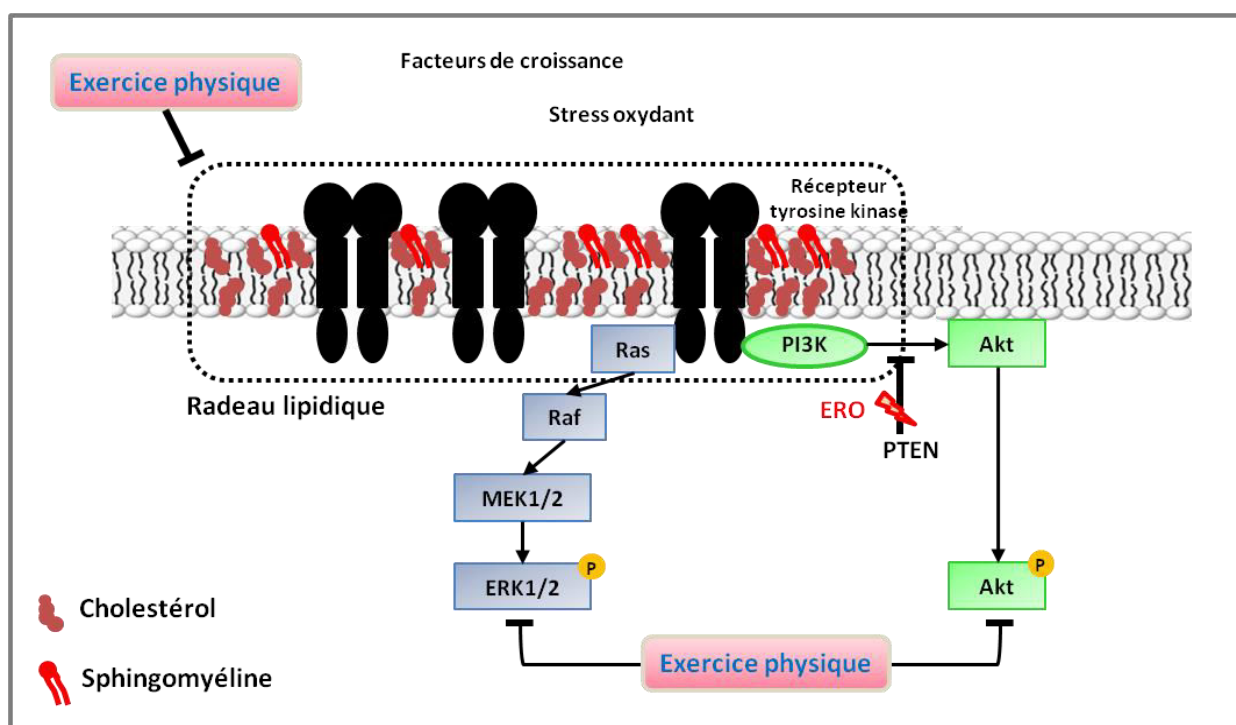 Facteurs de croissance
Exercice physique
Stress oxydant
Récepteur
tyrosine kinase
Ras
PI3K
Akt
Radeau lipidique
Raf
ERO
PTEN
MEK1/2
ERK1/2
P
Akt
P
Cholestérol
Exercice physique
Sphingomyéline